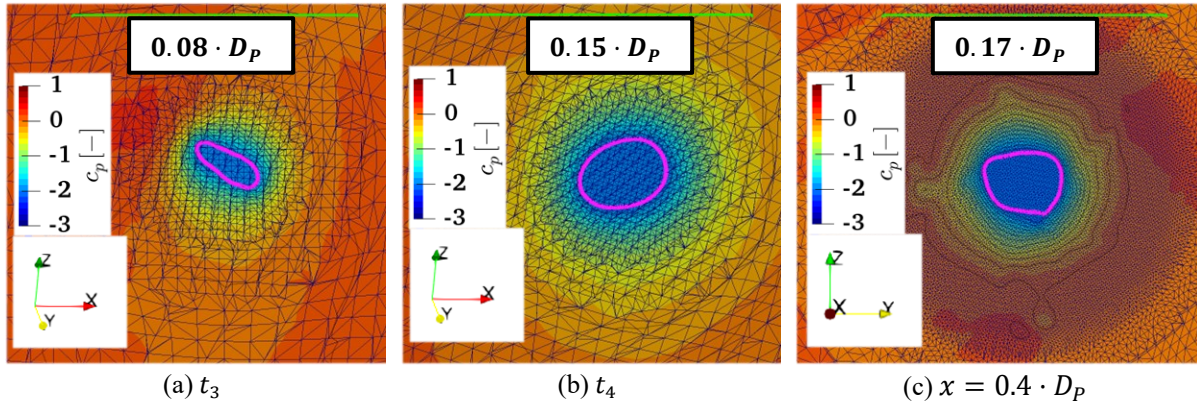 0.08 · D_P
1
0
-1
-2
-3
c_p [−]
Z
X
Y
(a) t_3
0.15 · D_P
1
0
-1
-2
-3
c_p [−]
Z
X
Y
(b) t_4
0.17 · D_P
1
0
-1
-2
-3
c_p [−]
Z
X
Y
(c) x = 0.4 · D_P